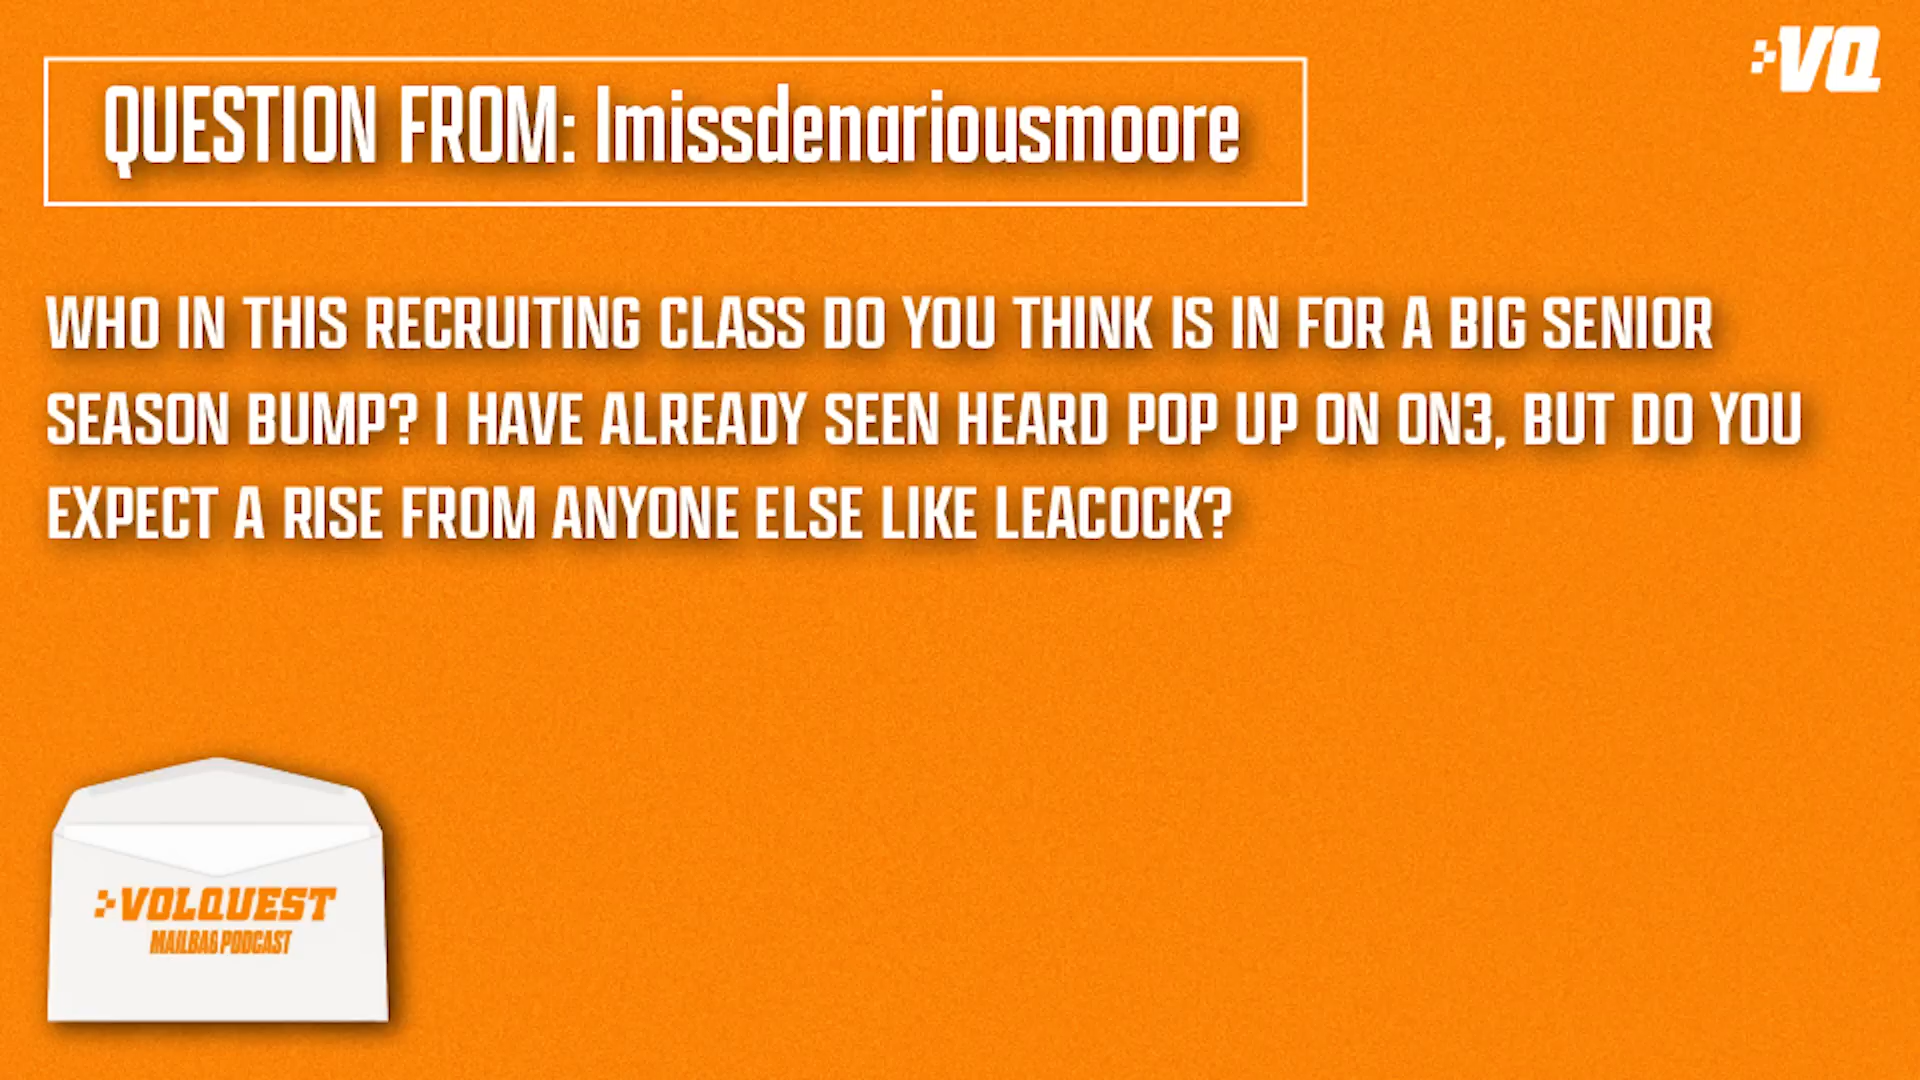 VQ
QUESTION FROM: Imissdenariousmoore
WHO IN THIS RECRUITING CLASS DO YOU THINK IS IN FOR A BIG SENIOR
SEASON BUMP? I HAVE ALREADY SEEN HEARD POP UP ON ON3, BUT DO YOU
EXPECT A RISE FROM ANYONE ELSE LIKE LEACOCK?
VOLQUEST
MAILBAG PODCAST